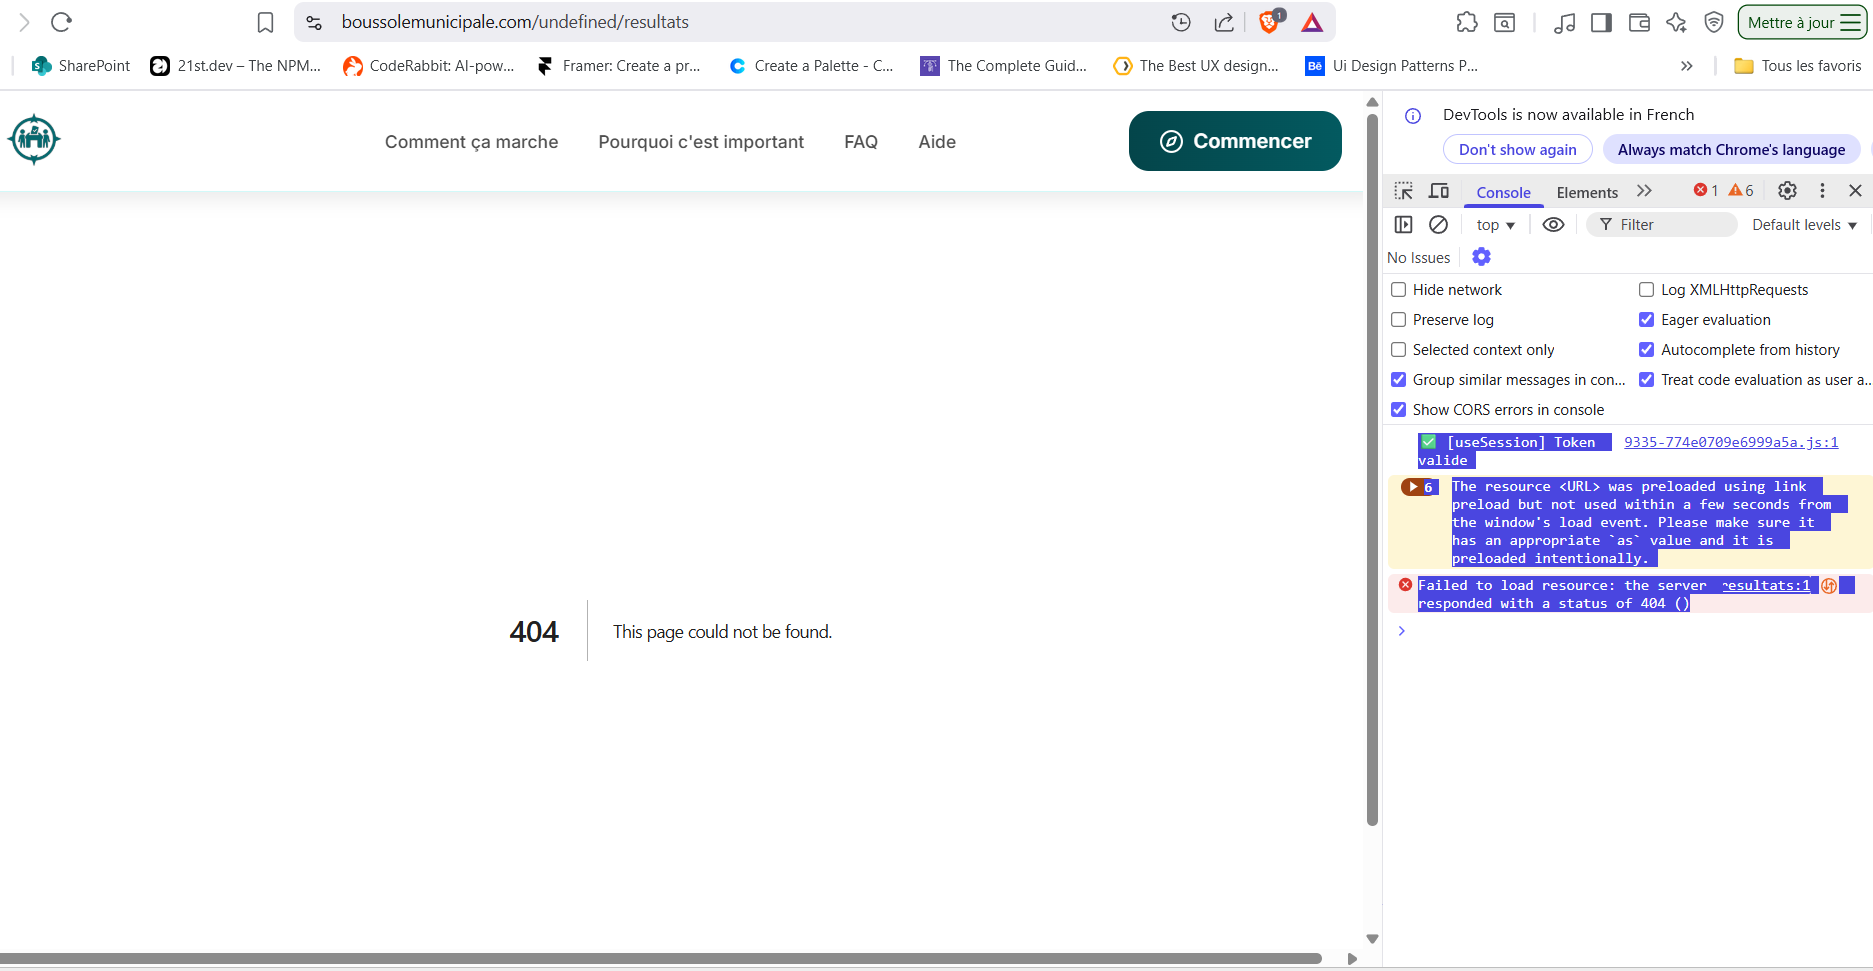 boussolemunicipale.com/undefined/resultats
1
Mettre à jour
SharePoint
21st.dev – The NPM...
CodeRabbit: AI-pow...
Framer: Create a pr...
Create a Palette - C...
The Complete Guid...
The Best UX design...
Bē Ui Design Patterns P...
Tous les favoris
Comment ça marche
Pourquoi c'est important
FAQ
Aide
Commencer
404
This page could not be found.
DevTools is now available in French
Don't show again
Always match Chrome's language
Console
Elements
1
6
top
Filter
Default levels
No Issues
Hide network
Log XMLHttpRequests
Preserve log
Eager evaluation
Selected context only
Autocomplete from history
Group similar messages in con...
Treat code evaluation as user a...
Show CORS errors in console
✅ [useSession] Token 9335-774e0709e6999a5a.js:1
valide
6 The resource <URL> was preloaded using link
preload but not used within a few seconds from
the window's load event. Please make sure it
has an appropriate `as` value and it is
preloaded intentionally.
Failed to load resource: the server resultats:1
responded with a status of 404 ()